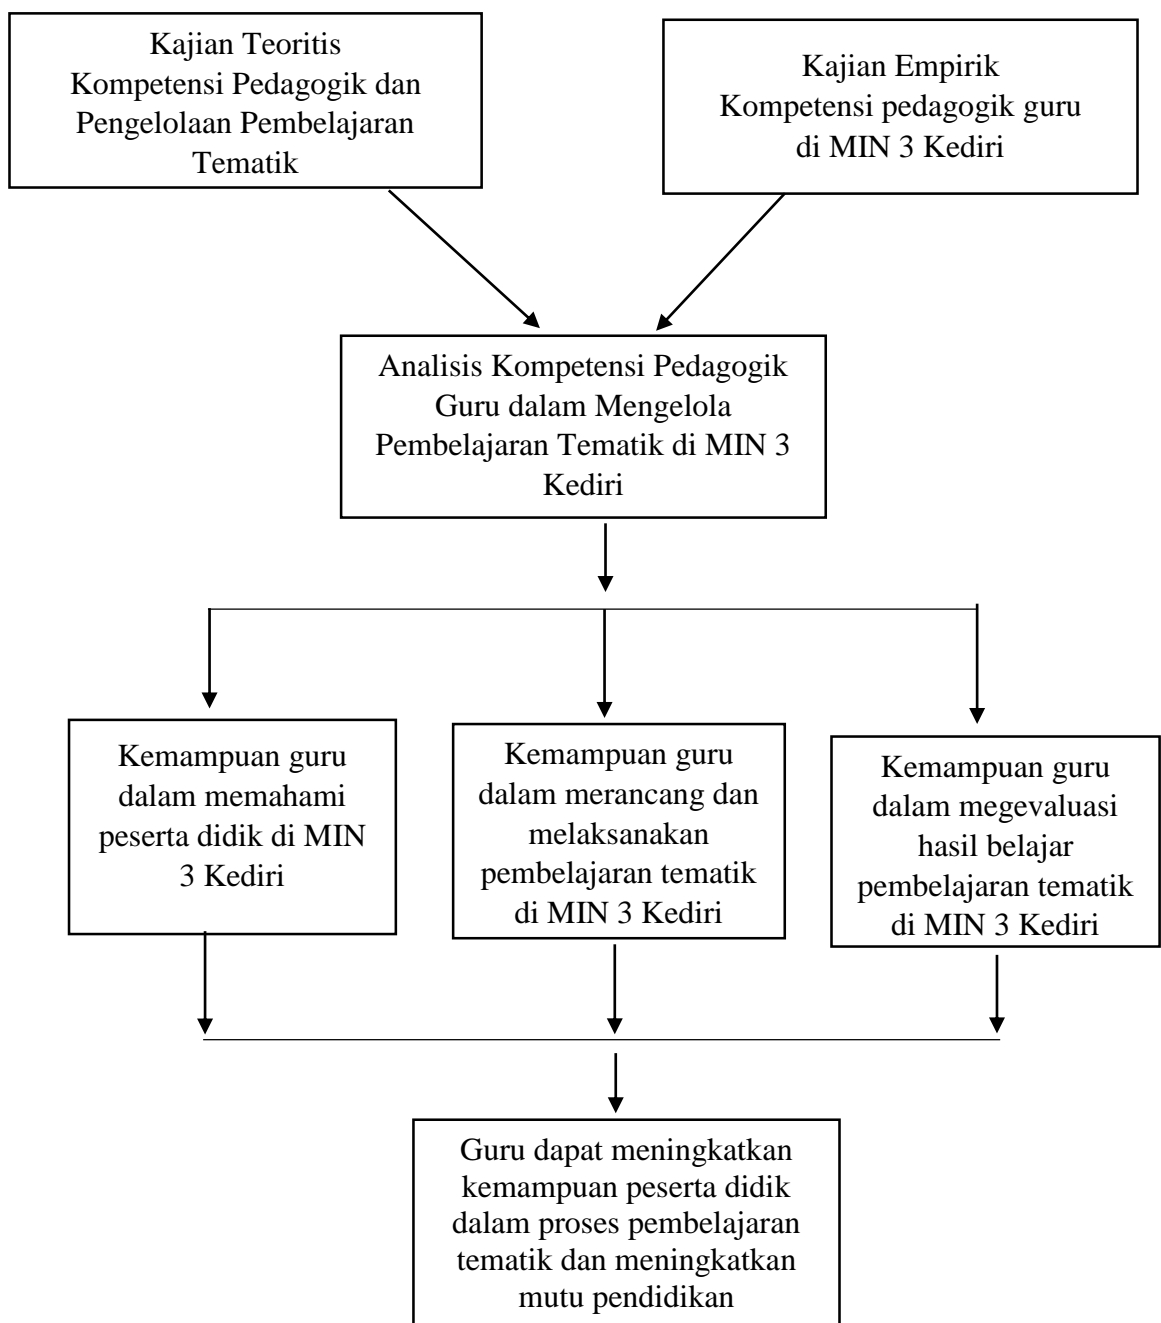 Kajian Teoritis
Kompetensi Pedagogik dan
Pengelolaan Pembelajaran
Tematik
Kajian Empirik
Kompetensi pedagogik guru
di MIN 3 Kediri
Analisis Kompetensi Pedagogik
Guru dalam Mengelola
Pembelajaran Tematik di MIN 3
Kediri
Kemampuan guru
dalam memahami
peserta didik di MIN
3 Kediri
Kemampuan guru
dalam merancang dan
melaksanakan
pembelajaran tematik
di MIN 3 Kediri
Kemampuan guru
dalam megevaluasi
hasil belajar
pembelajaran tematik
di MIN 3 Kediri
Guru dapat meningkatkan
kemampuan peserta didik
dalam proses pembelajaran
tematik dan meningkatkan
mutu pendidikan